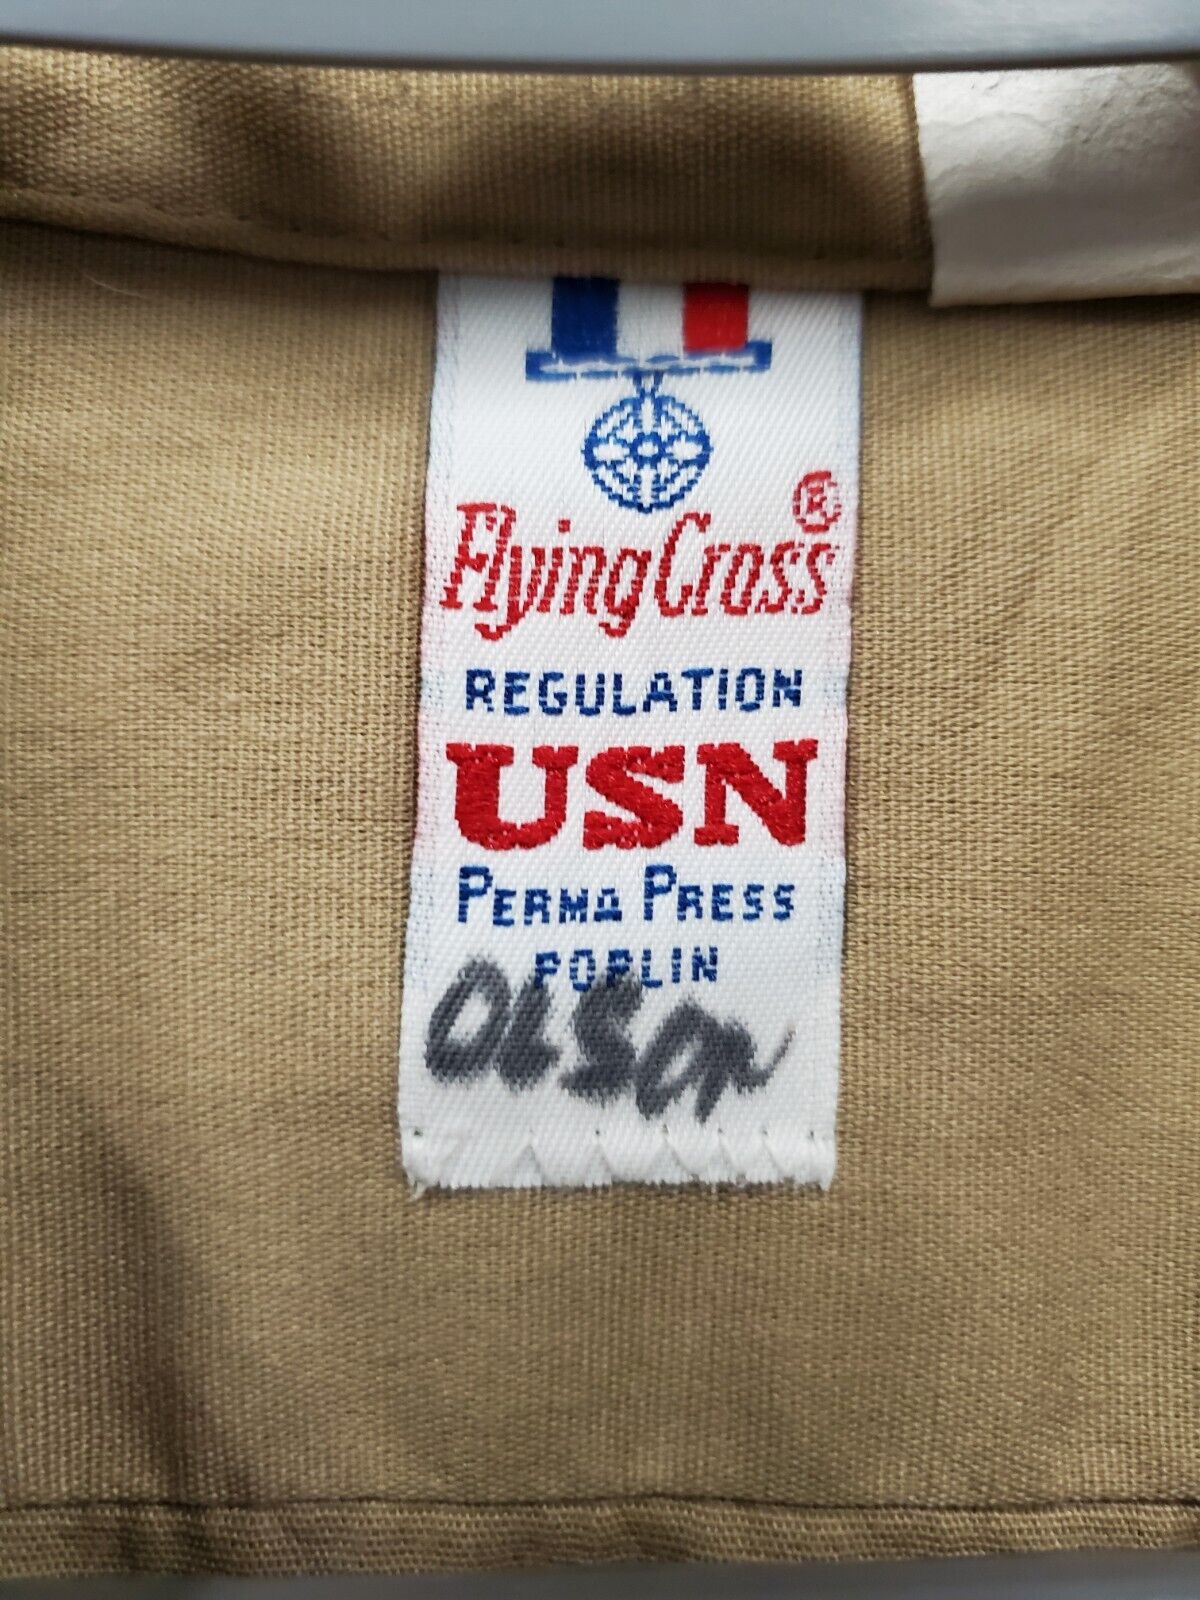 Flying Cross®
REGULATION
USN
PERMA PRESS
POPLIN
OLSON